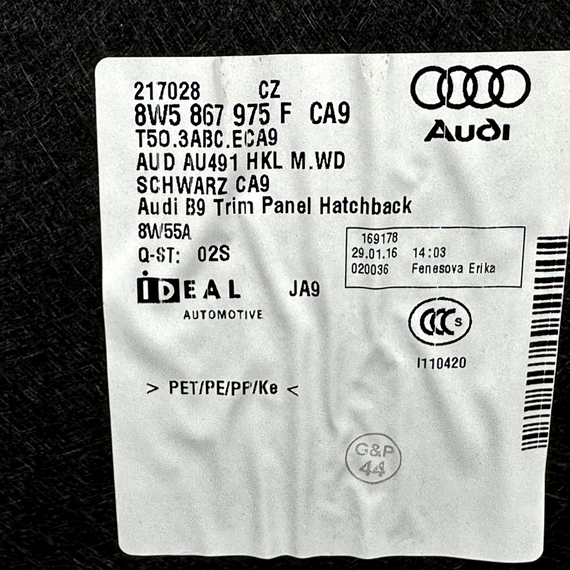 217028 CZ
8W5 867 975 F CA9
T50.3ABC.ECA9
AUD AU491 HKL M.WD
SCHWARZ CA9
Audi B9 Trim Panel Hatchback
8W55A
Q-ST: 02S
IDEAL JA9
AUTOMOTIVE
> PET/PE/PP/Ke <
Audi
169178
29.01.16 14:03
020036 Fenesova Erika
CCC S
I110420
G&P
44